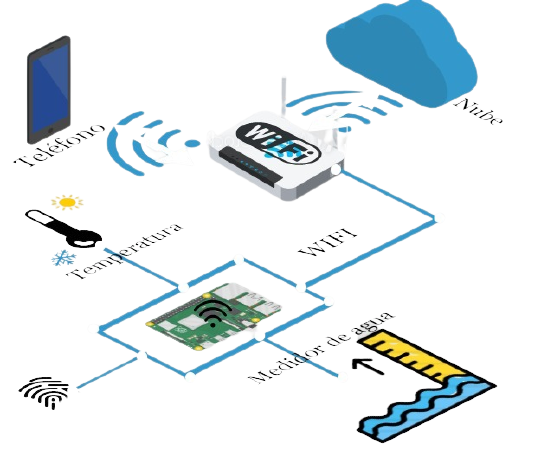 Nube
WiFi
Teléfono
Temperatura
WIFI
Medidor de agua